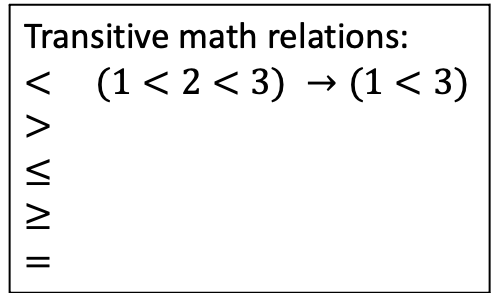 Transitive math relations:
< (1 < 2 < 3) → (1 < 3)
>
≤
≥
=